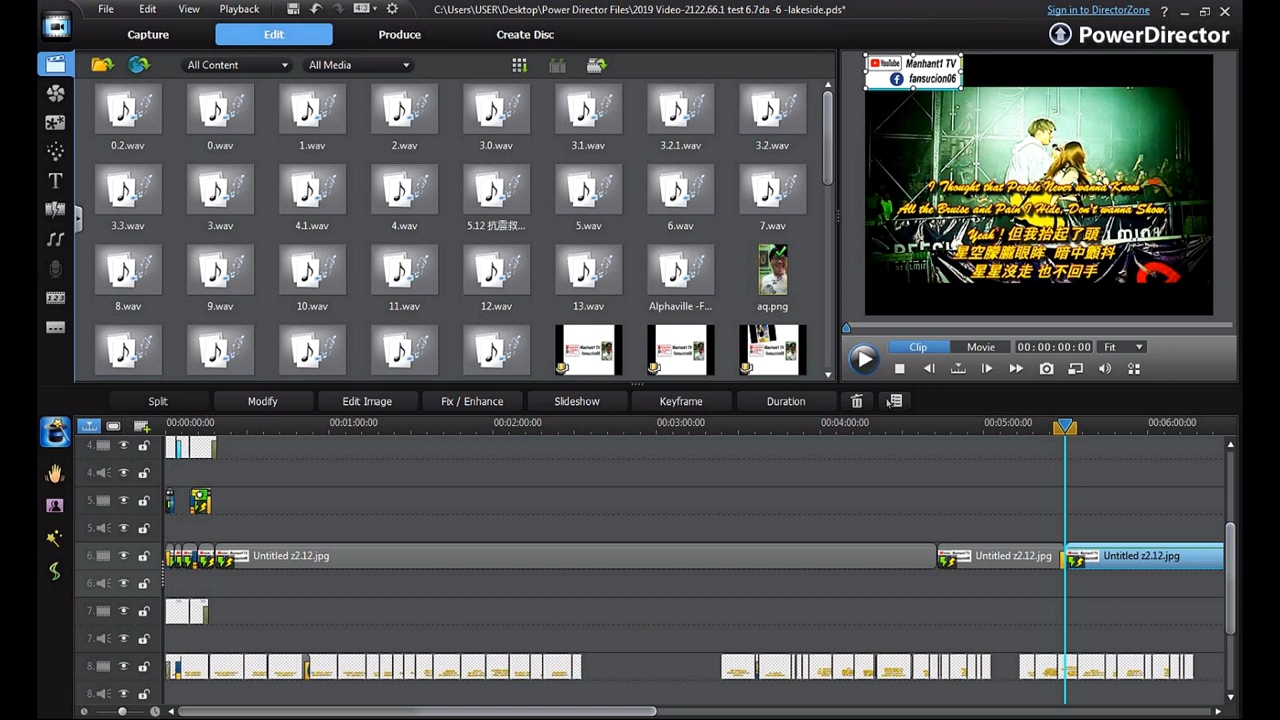 File Edit View Playback
C:\Users\USER\Desktop\Power Director Files\2019 Video-2122.66.1 test 6.7da -6 -lakeside.pds*
Sign in to DirectorZone ?
Capture Edit Produce Create Disc
PowerDirector
All Content All Media
0.2.wav 0.wav 1.wav 2.wav 3.0.wav 3.1.wav 3.2.1.wav 3.2.wav
3.3.wav 3.wav 4.1.wav 4.wav 5.12 抗震救... 5.wav 6.wav 7.wav
8.wav 9.wav 10.wav 11.wav 12.wav 13.wav Alphaville -F... aq.png
YouTube Manhant1 TV
fansucion06
I Thought that People Never wanna Know
All the Bruise and Pain I Hide, Don't wanna Show,
Yeah！但我抬起了頭
星空朦朧眼眸 暗中顫抖
星星沒走 也不回手
Clip Movie 00:00:00:00 Fit
Split Modify Edit Image Fix / Enhance Slideshow Keyframe Duration
00:00:00:00 00:01:00:00 00:02:00:00 00:03:00:00 00:04:00:00 00:05:00:00 00:06:00:00
4.
4.
5.
5.
6. Untitled z2.12.jpg Untitled z2.12.jpg Untitled z2.12.jpg
6.
7.
7.
8.
8.